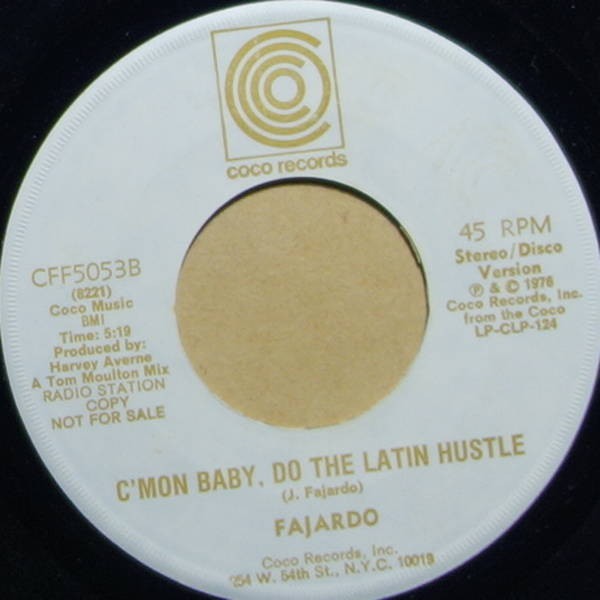 coco records
CFF5053B
(8221)
Coco Music
BMI
Time: 5:19
Produced by:
Harvey Averne
A Tom Moulton Mix
RADIO STATION
COPY
NOT FOR SALE
45 RPM
Stereo/Disco
Version
℗ & © 1976
Coco Records, Inc.
from the Coco
LP-CLP-124
C'MON BABY, DO THE LATIN HUSTLE
(J. Fajardo)
FAJARDO
Coco Records, Inc.
254 W. 54th St., N.Y.C. 10019